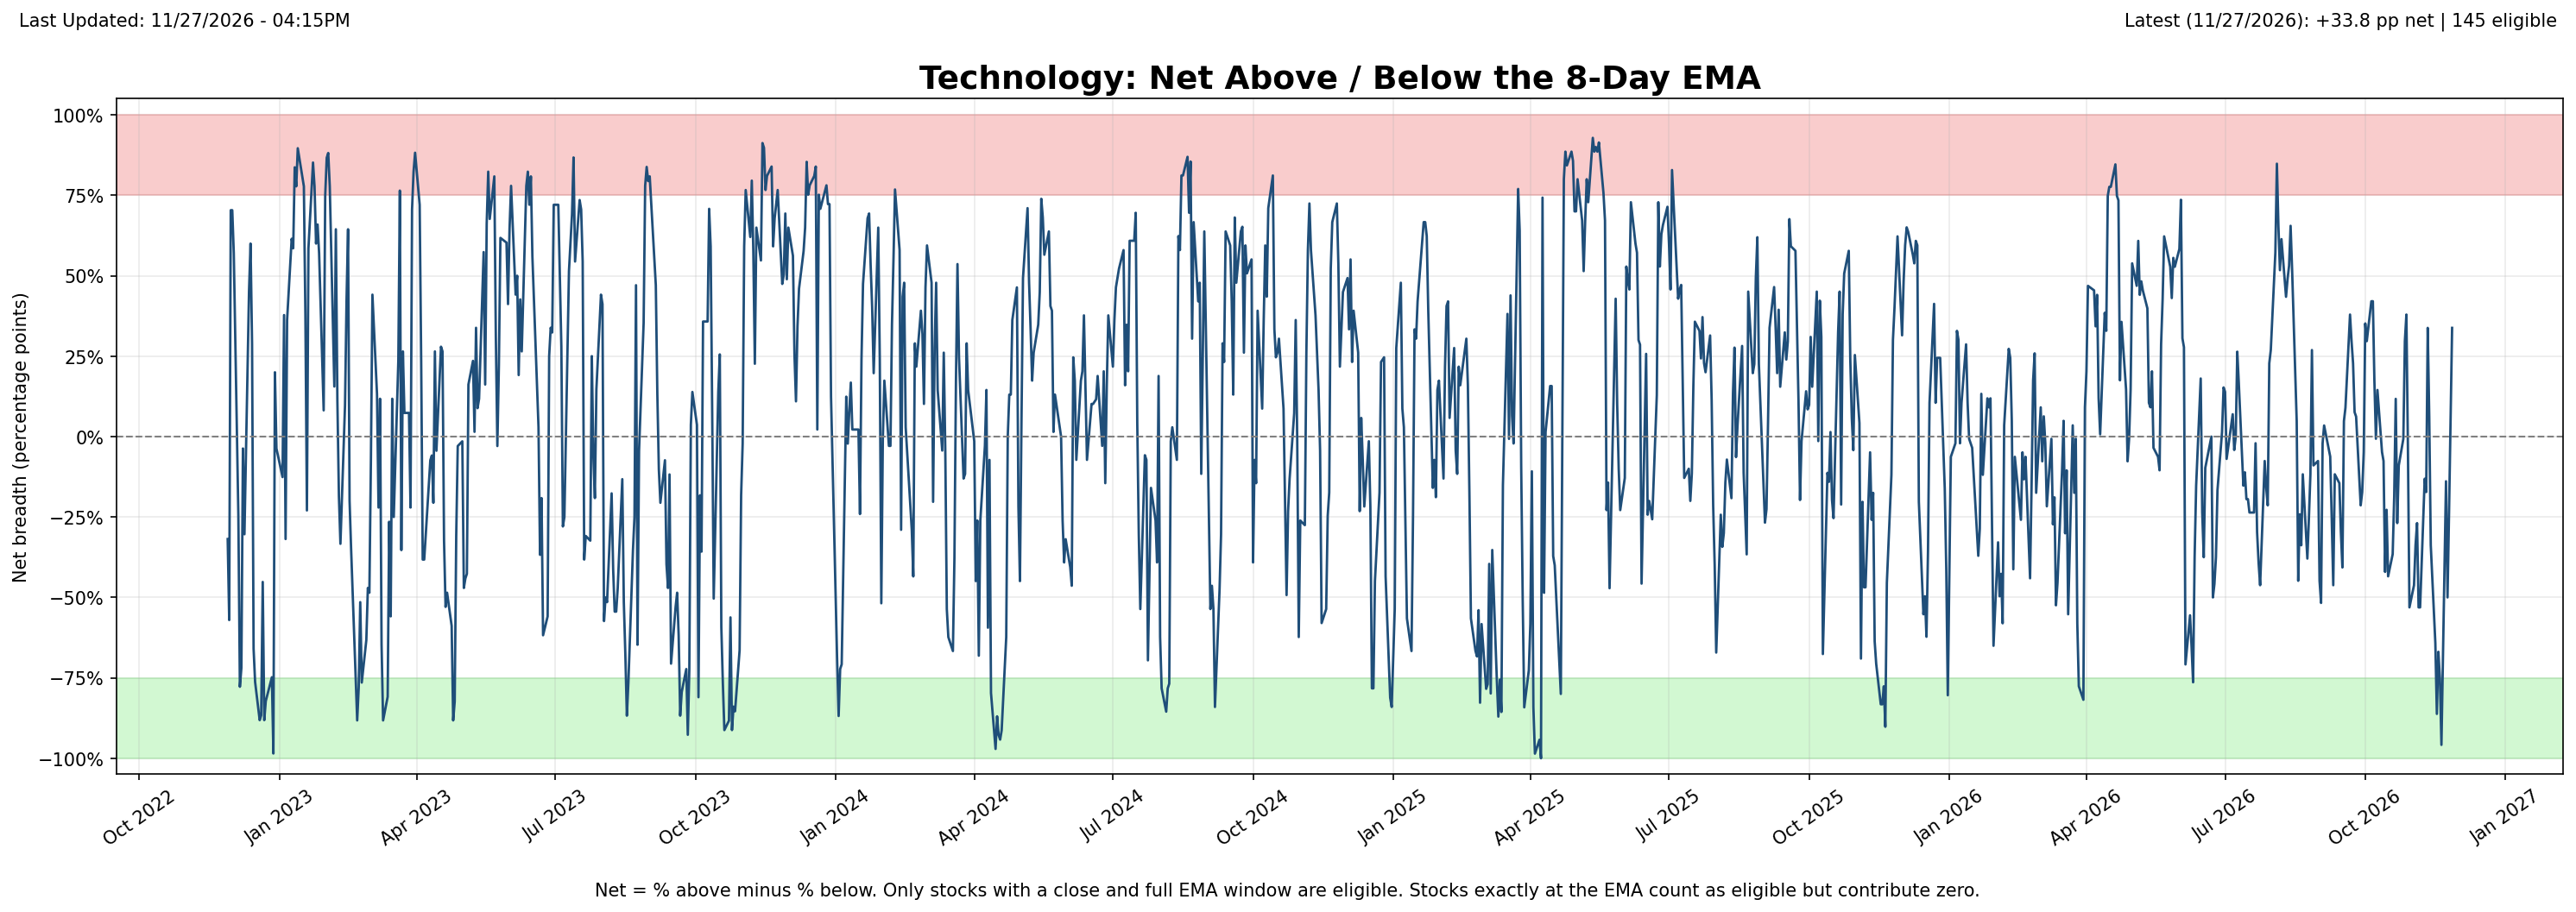 Last Updated: 11/27/2026 - 04:15PM
Latest (11/27/2026): +33.8 pp net | 145 eligible
Technology: Net Above / Below the 8-Day EMA
Net breadth (percentage points)
100%
75%
50%
25%
0%
−25%
−50%
−75%
−100%
Oct 2022
Jan 2023
Apr 2023
Jul 2023
Oct 2023
Jan 2024
Apr 2024
Jul 2024
Oct 2024
Jan 2025
Apr 2025
Jul 2025
Oct 2025
Jan 2026
Apr 2026
Jul 2026
Oct 2026
Jan 2027
Net = % above minus % below. Only stocks with a close and full EMA window are eligible. Stocks exactly at the EMA count as eligible but contribute zero.